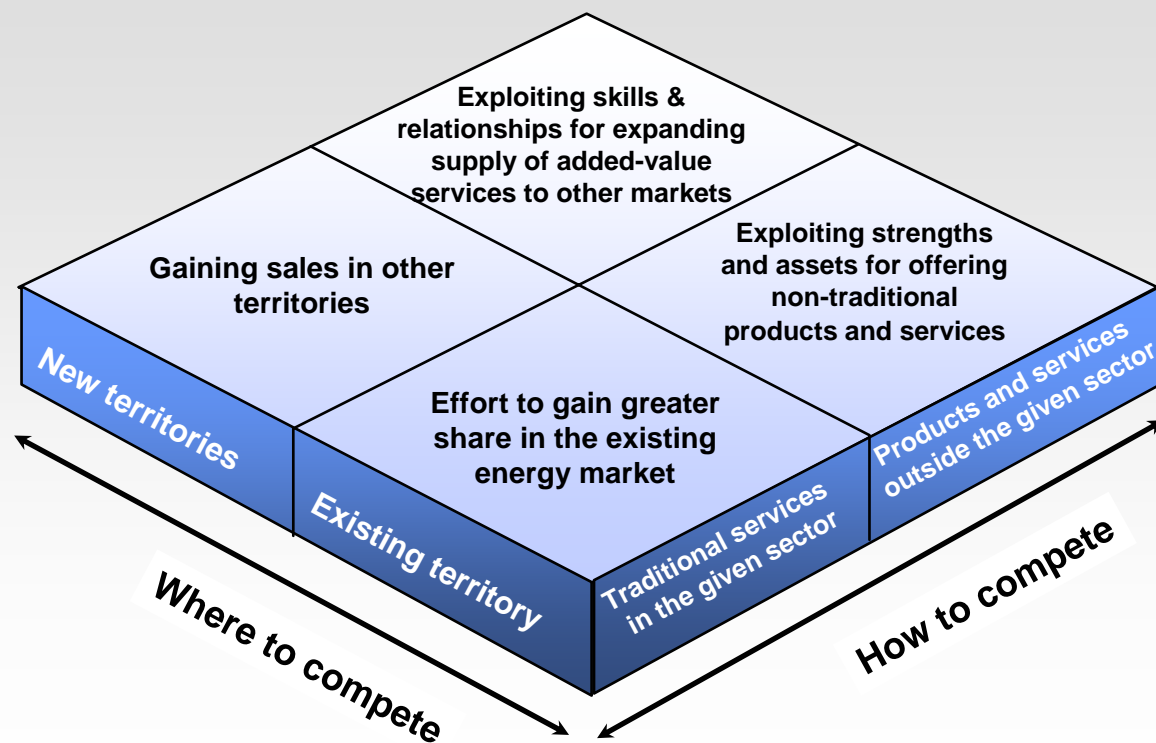 Exploiting skills &
relationships for expanding
supply of added-value
services to other markets
Gaining sales in other
territories
Exploiting strengths
and assets for offering
non-traditional
products and services
Effort to gain greater
share in the existing
energy market
New territories
Existing territory
Traditional services
in the given sector
Products and services
outside the given sector
Where to compete
How to compete